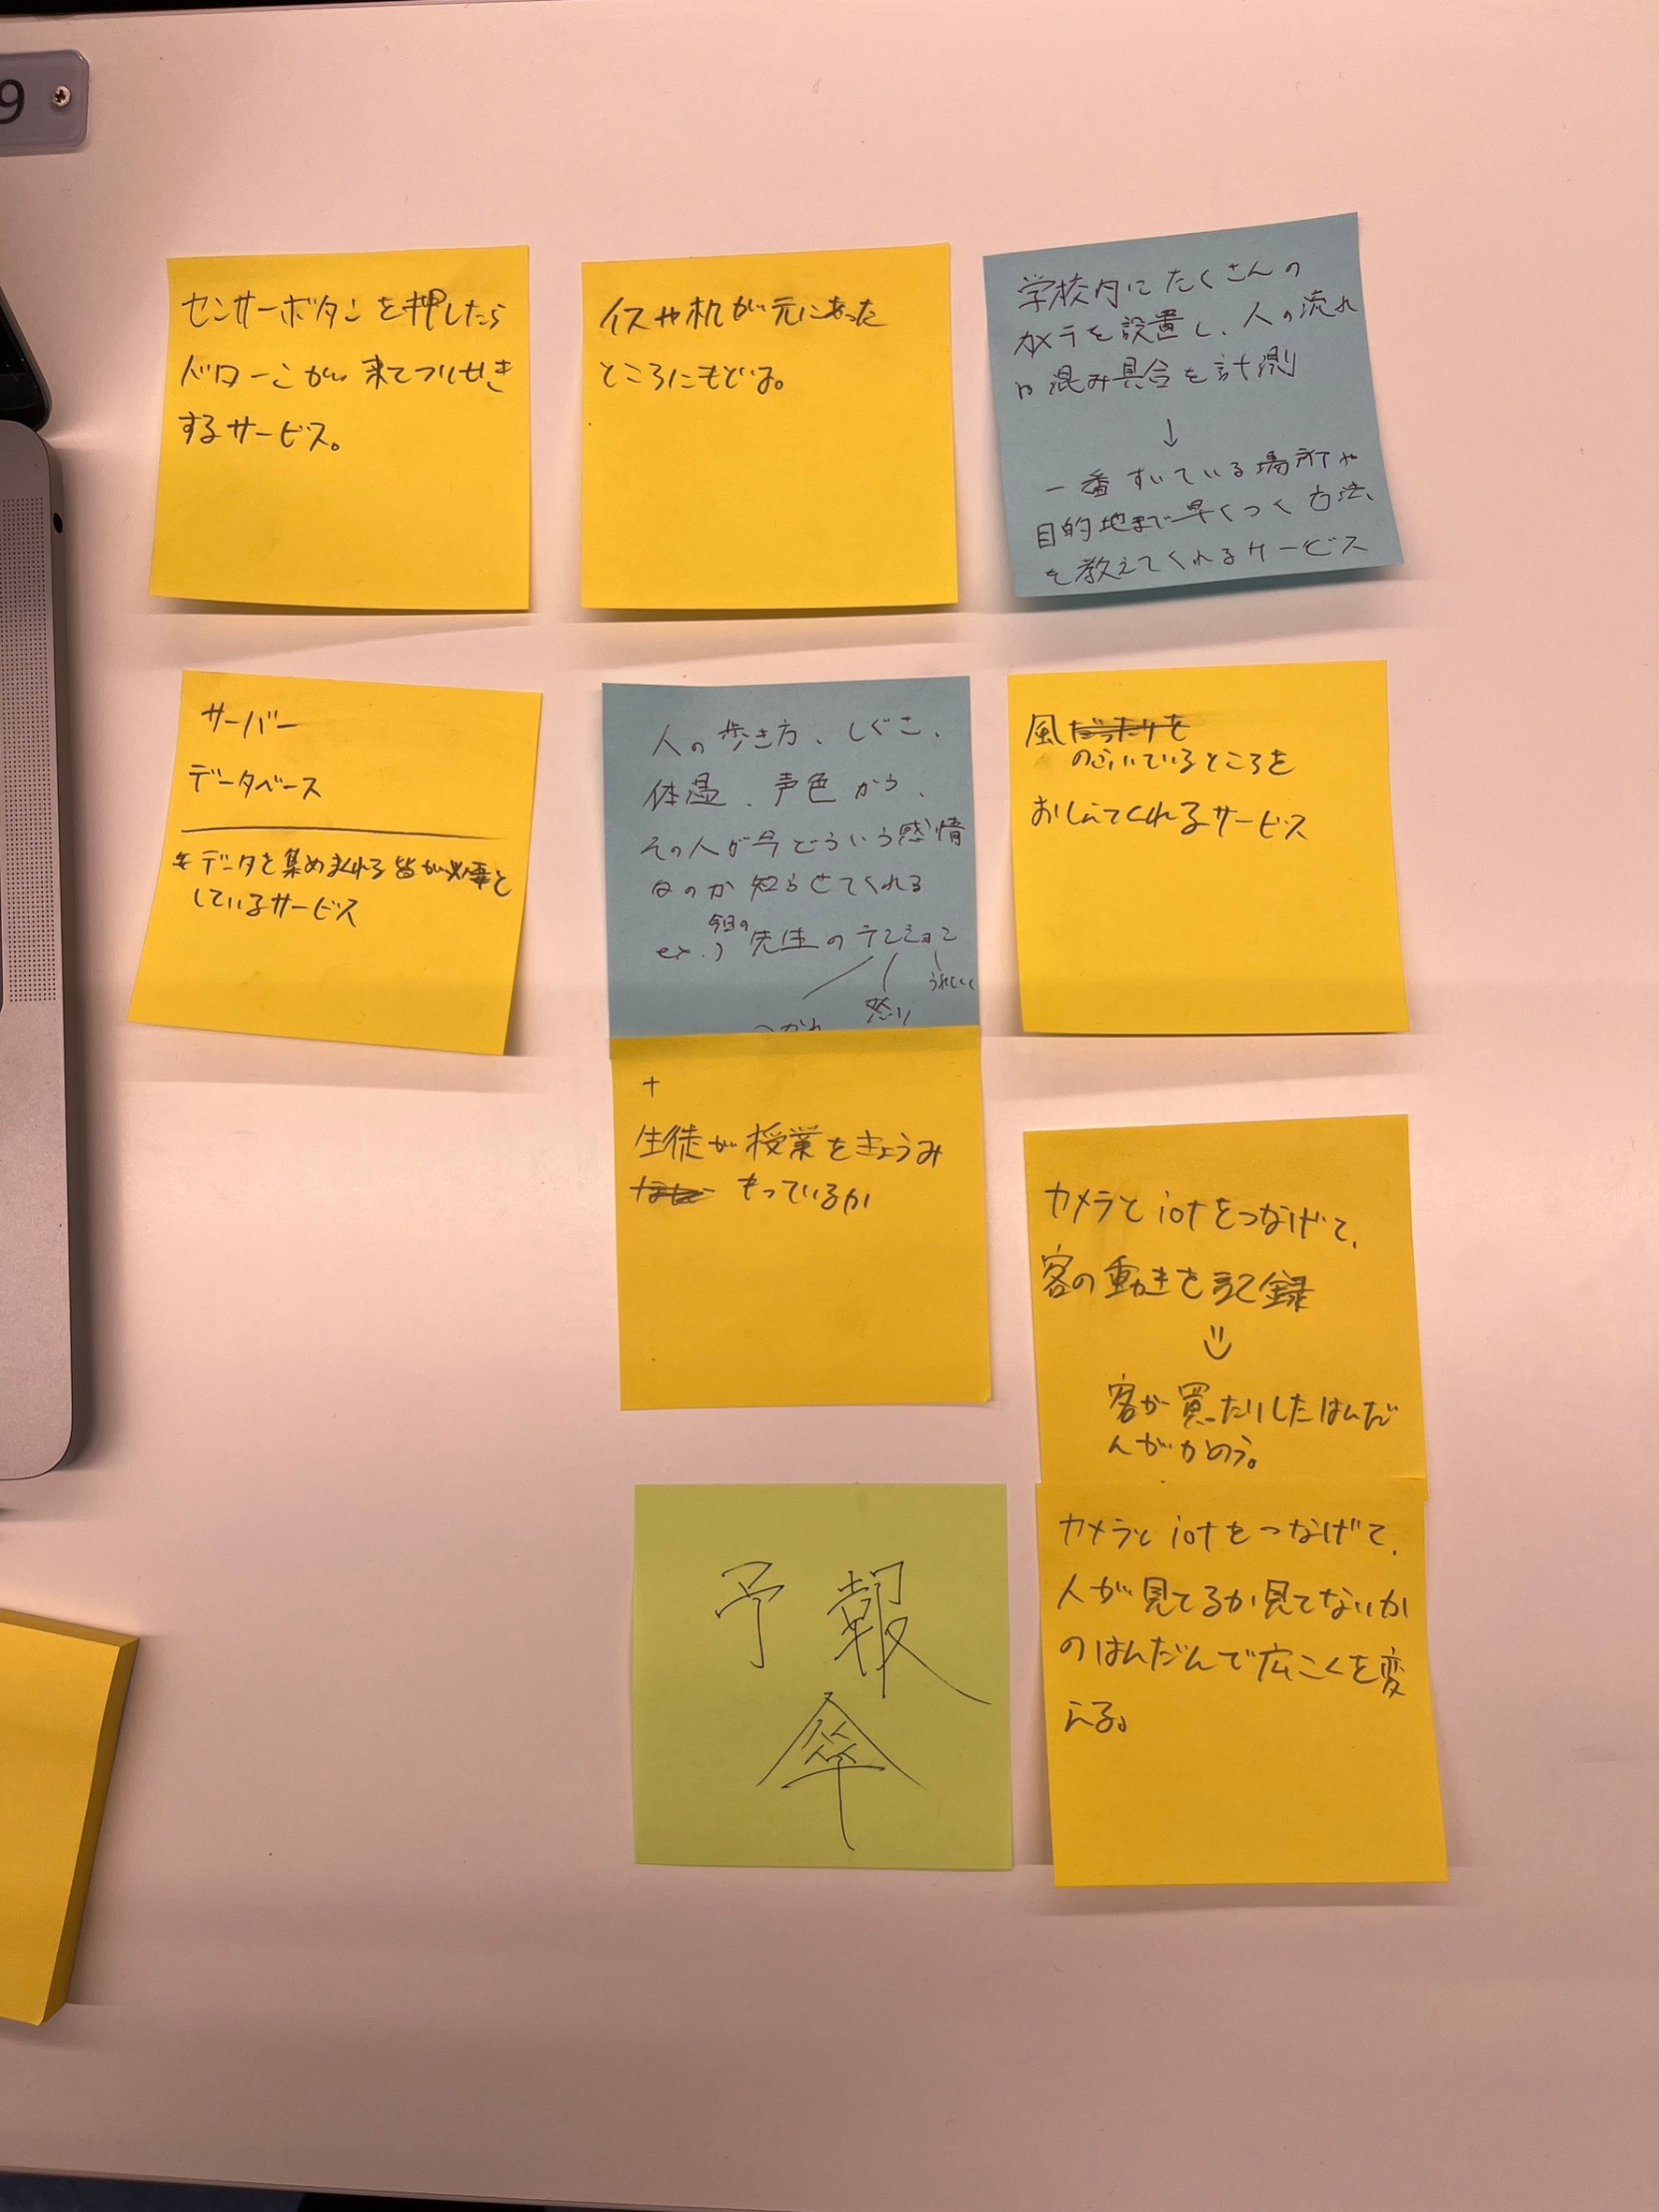 9
センサーボタンを押したら
ドローンが来てついせき
するサービス。
イスや机が元にあった
ところにもどる。
学校内にたくさんの
カメラを設置し、人の流れ
や混み具合を計測
↓
一番すいている場所や
目的地まで早くつく方法
を教えてくれるサービス
サーバー
データベース
データを集めまくれる皆が必要と
しているサービス
人の歩き方、しぐさ、
体温、声色から、
その人が今どういう感情
なのか知らせてくれる
ex.) 今日の先生のテンション
うれしい
怒り
つかれ
風
のふいているところを
おしえてくれるサービス
+
生徒が授業をきょうみ
もっているか
カメラとiotをつなげて、
客の動きを記録
客が買ったりしたはんだ
んがかのう。
カメラとiotをつなげて、
人が見てるか見てないか
のはんだんで広こくを変
える。
予報
傘